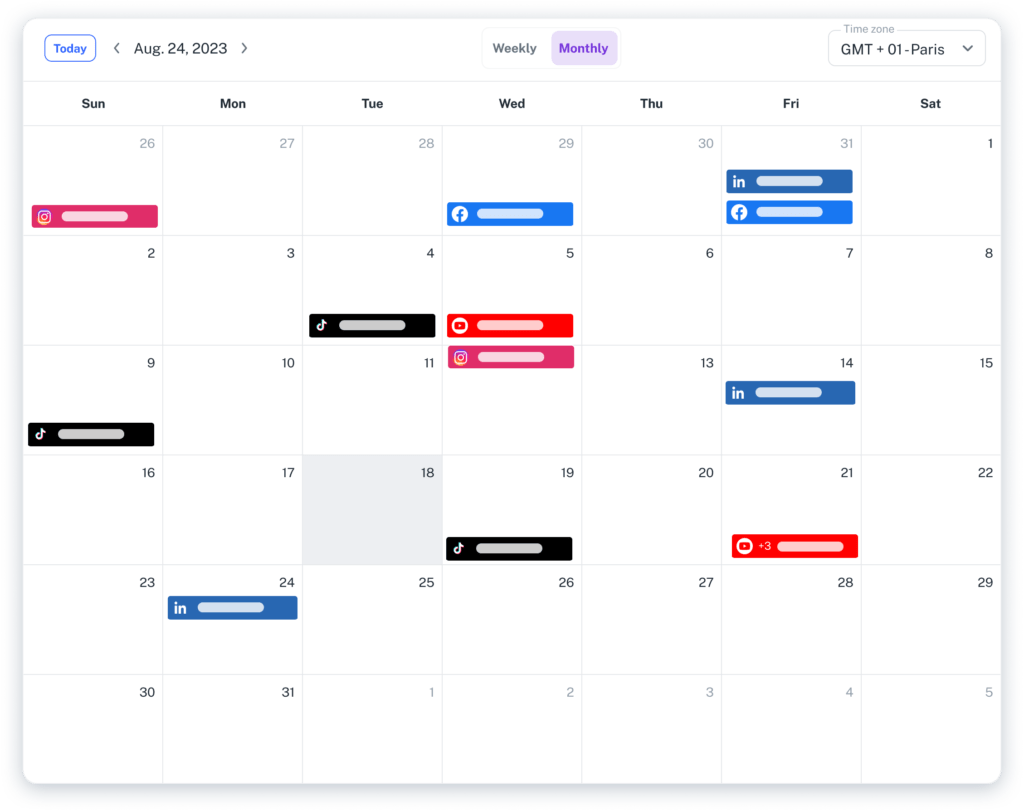 Today < Aug. 24, 2023 > Weekly Monthly Time zone GMT + 01 - Paris
Sun Mon Tue Wed Thu Fri Sat
26 27 28 29 30 31 1
in
2 3 4 5 6 7 8
9 10 11 13 14 15
in
16 17 18 19 20 21 22
+3
23 24 25 26 27 28 29
in
30 31 1 2 3 4 5